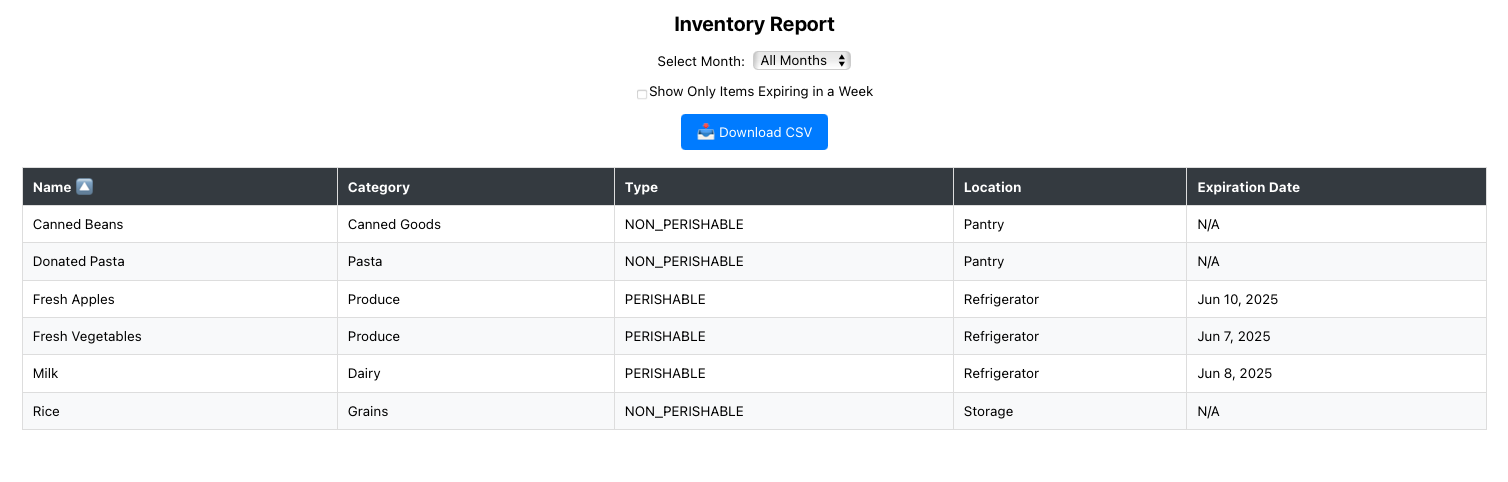 Inventory Report
Select Month: All Months
Show Only Items Expiring in a Week
Download CSV
Name Category Type Location Expiration Date
Canned Beans Canned Goods NON_PERISHABLE Pantry N/A
Donated Pasta Pasta NON_PERISHABLE Pantry N/A
Fresh Apples Produce PERISHABLE Refrigerator Jun 10, 2025
Fresh Vegetables Produce PERISHABLE Refrigerator Jun 7, 2025
Milk Dairy PERISHABLE Refrigerator Jun 8, 2025
Rice Grains NON_PERISHABLE Storage N/A